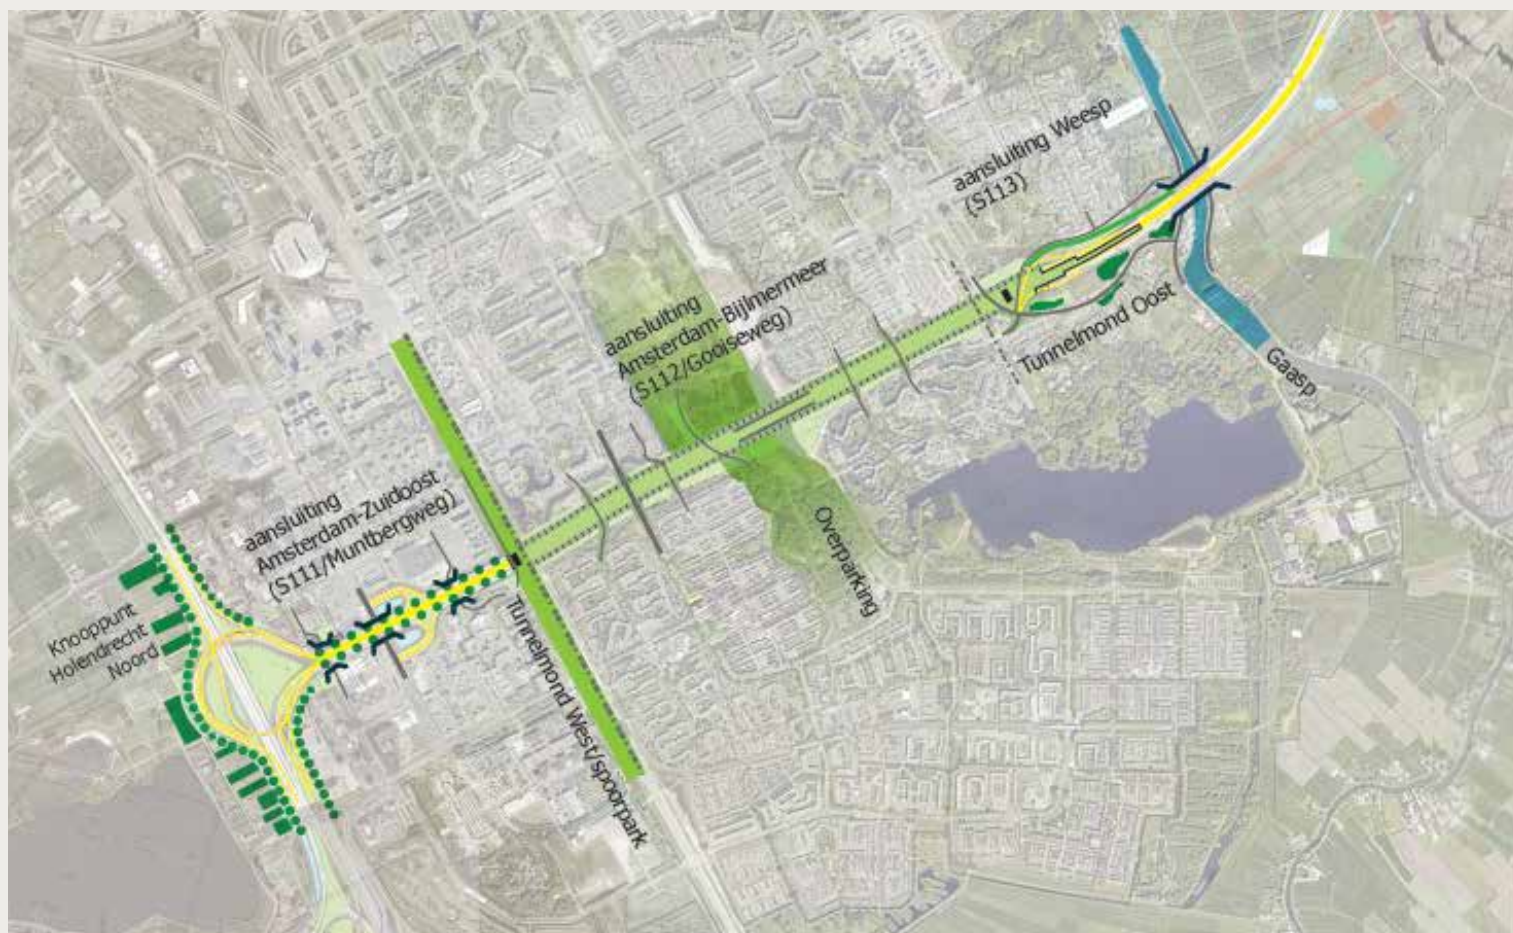 aansluiting Weesp
(S113)
aansluiting
Amsterdam-Bijlmermeer
(S112/Gooiseweg)
Tunnelmond Oost
Gaasp
aansluiting
Amsterdam-Zuidoost
(S111/Muntbergweg)
Overparking
Knooppunt
Holendrecht
Noord
Tunnelmond West/spoorpark